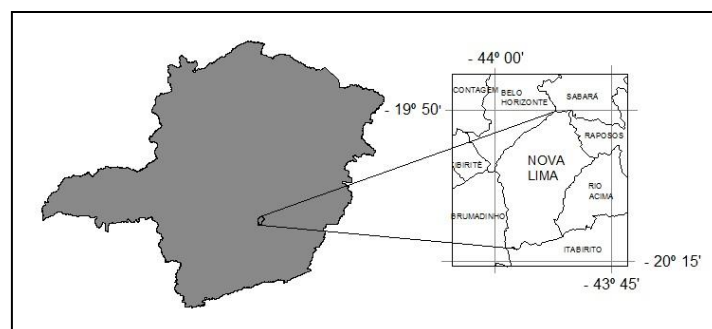 - 44º 00'
CONTAGEM
BELO
HORIZONTE
SABARÁ
- 19º 50'
RAPOSOS
IBIRITÉ
NOVA
LIMA
RIO
ACIMA
BRUMADINHO
ITABIRITO
- 20º 15'
- 43º 45'